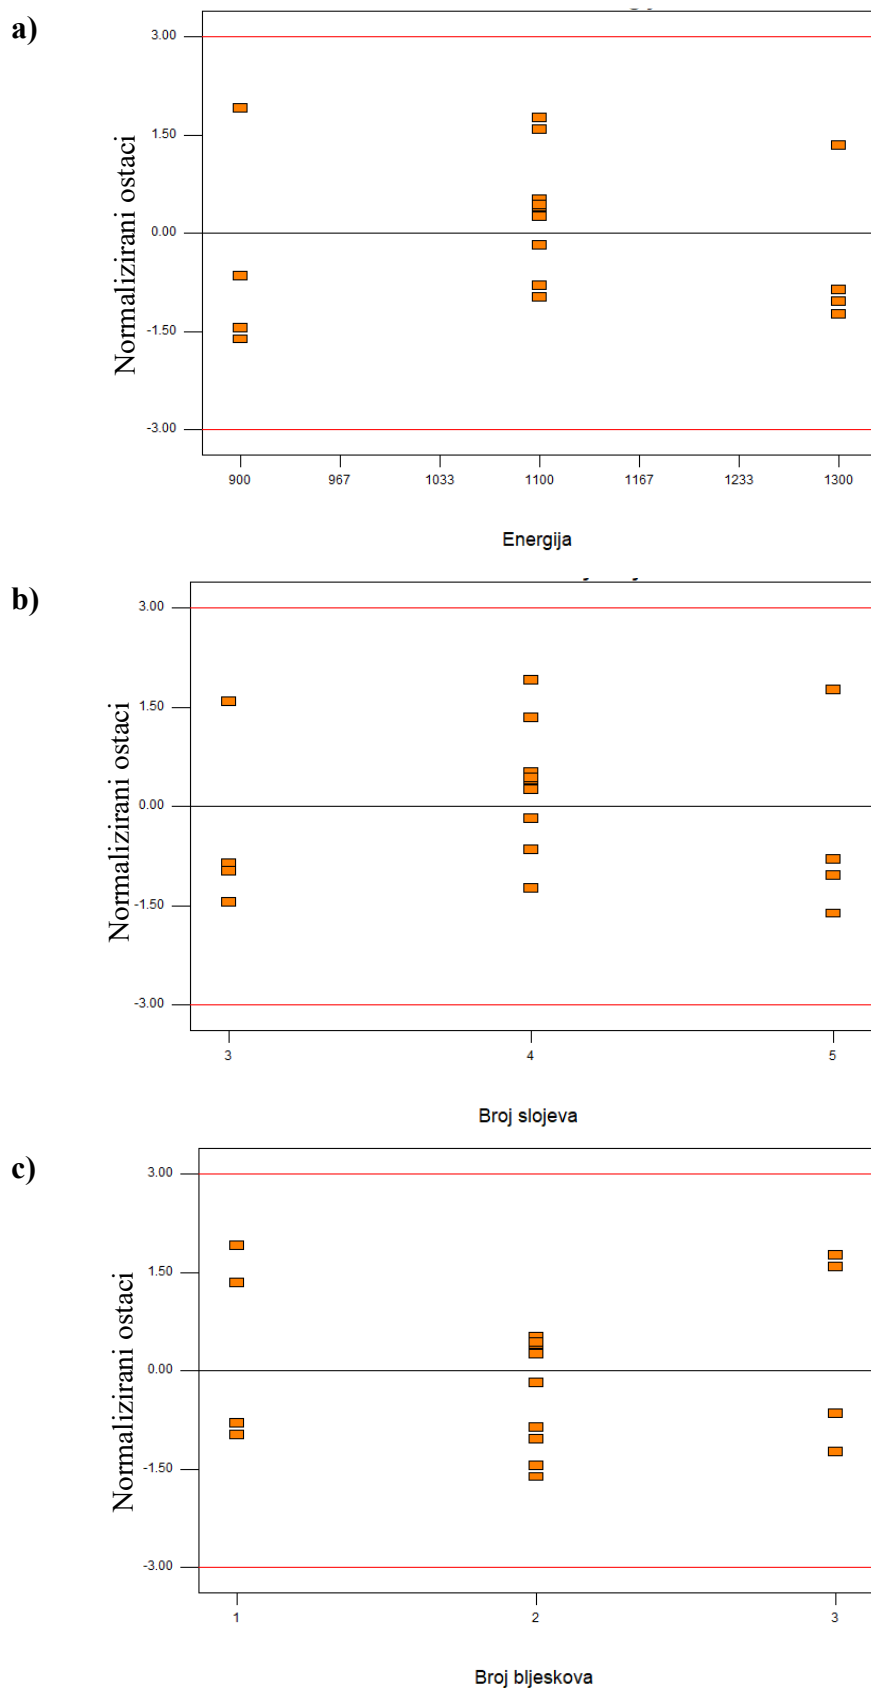 a)
Normalizirani ostaci
3.00
1.50
0.00
-1.50
-3.00
900 967 1033 1100 1167 1233 1300
Energija
b)
Normalizirani ostaci
3.00
1.50
0.00
-1.50
-3.00
3 4 5
Broj slojeva
c)
Normalizirani ostaci
3.00
1.50
0.00
-1.50
-3.00
1 2 3
Broj bljeskova